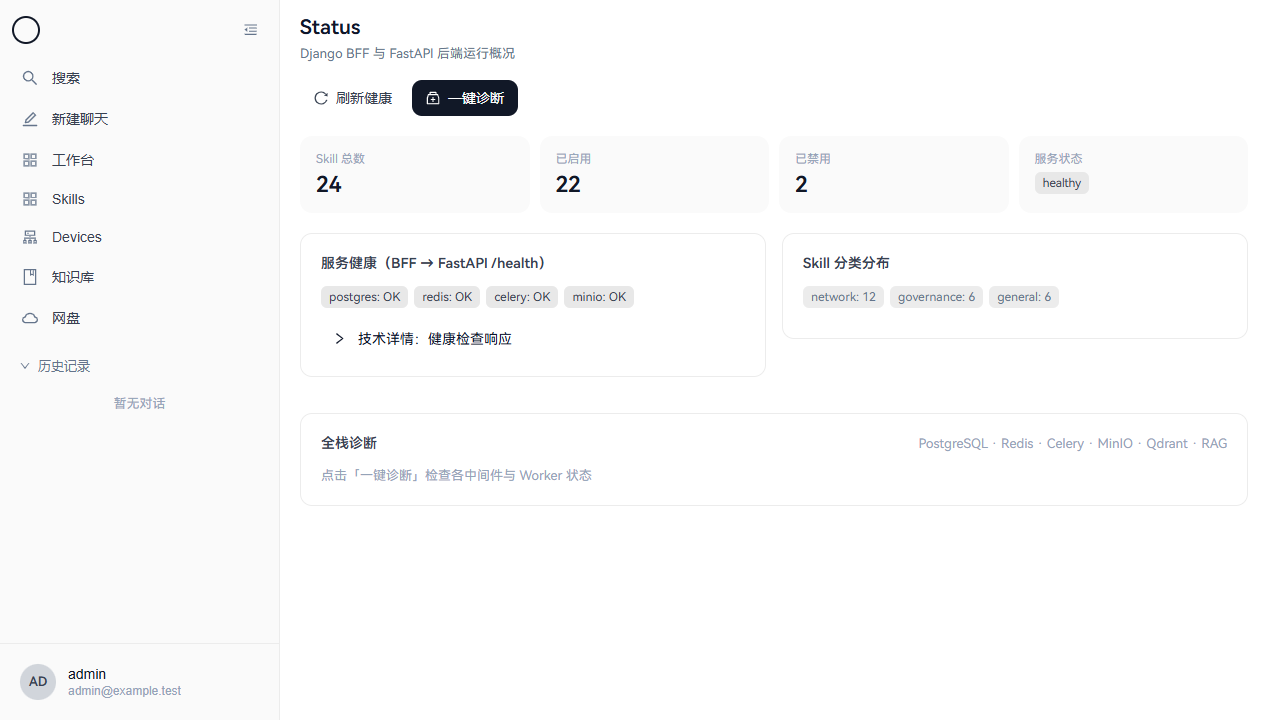 搜索
新建聊天
工作台
Skills
Devices
知识库
网盘
历史记录
暂无对话
AD
admin
admin@example.test
Status
Django BFF 与 FastAPI 后端运行概况
刷新健康
一键诊断
Skill 总数
24
已启用
22
已禁用
2
服务状态
healthy
服务健康（BFF → FastAPI /health）
postgres: OK redis: OK celery: OK minio: OK
技术详情：健康检查响应
Skill 分类分布
network: 12 governance: 6 general: 6
全栈诊断
PostgreSQL · Redis · Celery · MinIO · Qdrant · RAG
点击「一键诊断」检查各中间件与 Worker 状态